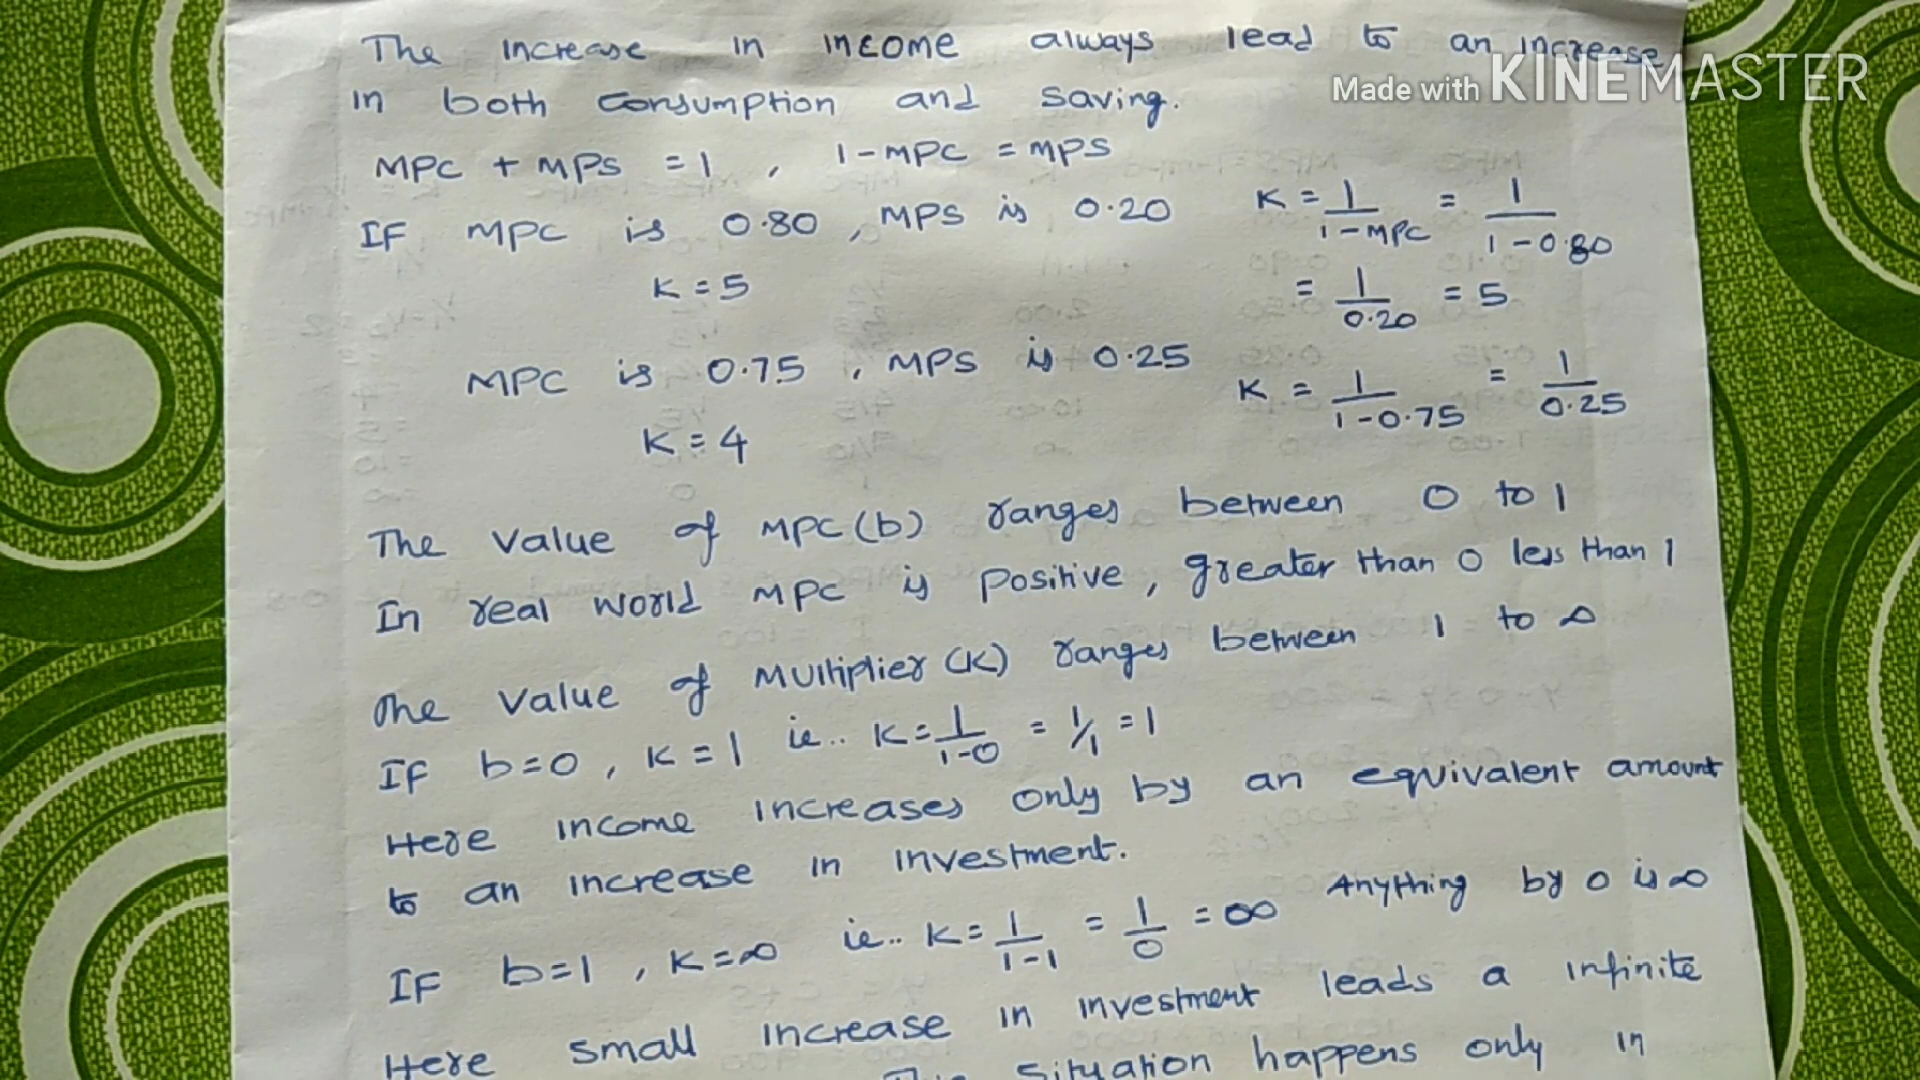 The increase in income always lead to an increase
Made with KINEMASTER
in both consumption and saving.
MPC + MPS = 1 , 1 - MPC = MPS
IF MPC is 0.80 , MPS is 0.20 K = 1/1-MPC = 1/1-0.80
K = 5 = 1/0.20 = 5
MPC is 0.75 , MPS is 0.25 K = 1/1-0.75 = 1/0.25
K = 4
The value of MPC (b) ranges between 0 to 1
In real world MPC is positive, greater than 0 less than 1
The value of Multiplier (K) ranges between 1 to ∞
IF b=0, K=1 ie.. K = 1/1-0 = 1/1 = 1
Here income increases only by an equivalent amount
to an increase in investment.
IF b=1, K=∞ ie.. K = 1/1-1 = 1/0 = ∞ Anything by 0 is ∞
Here small increase in investment leads a infinite
situation happens only in